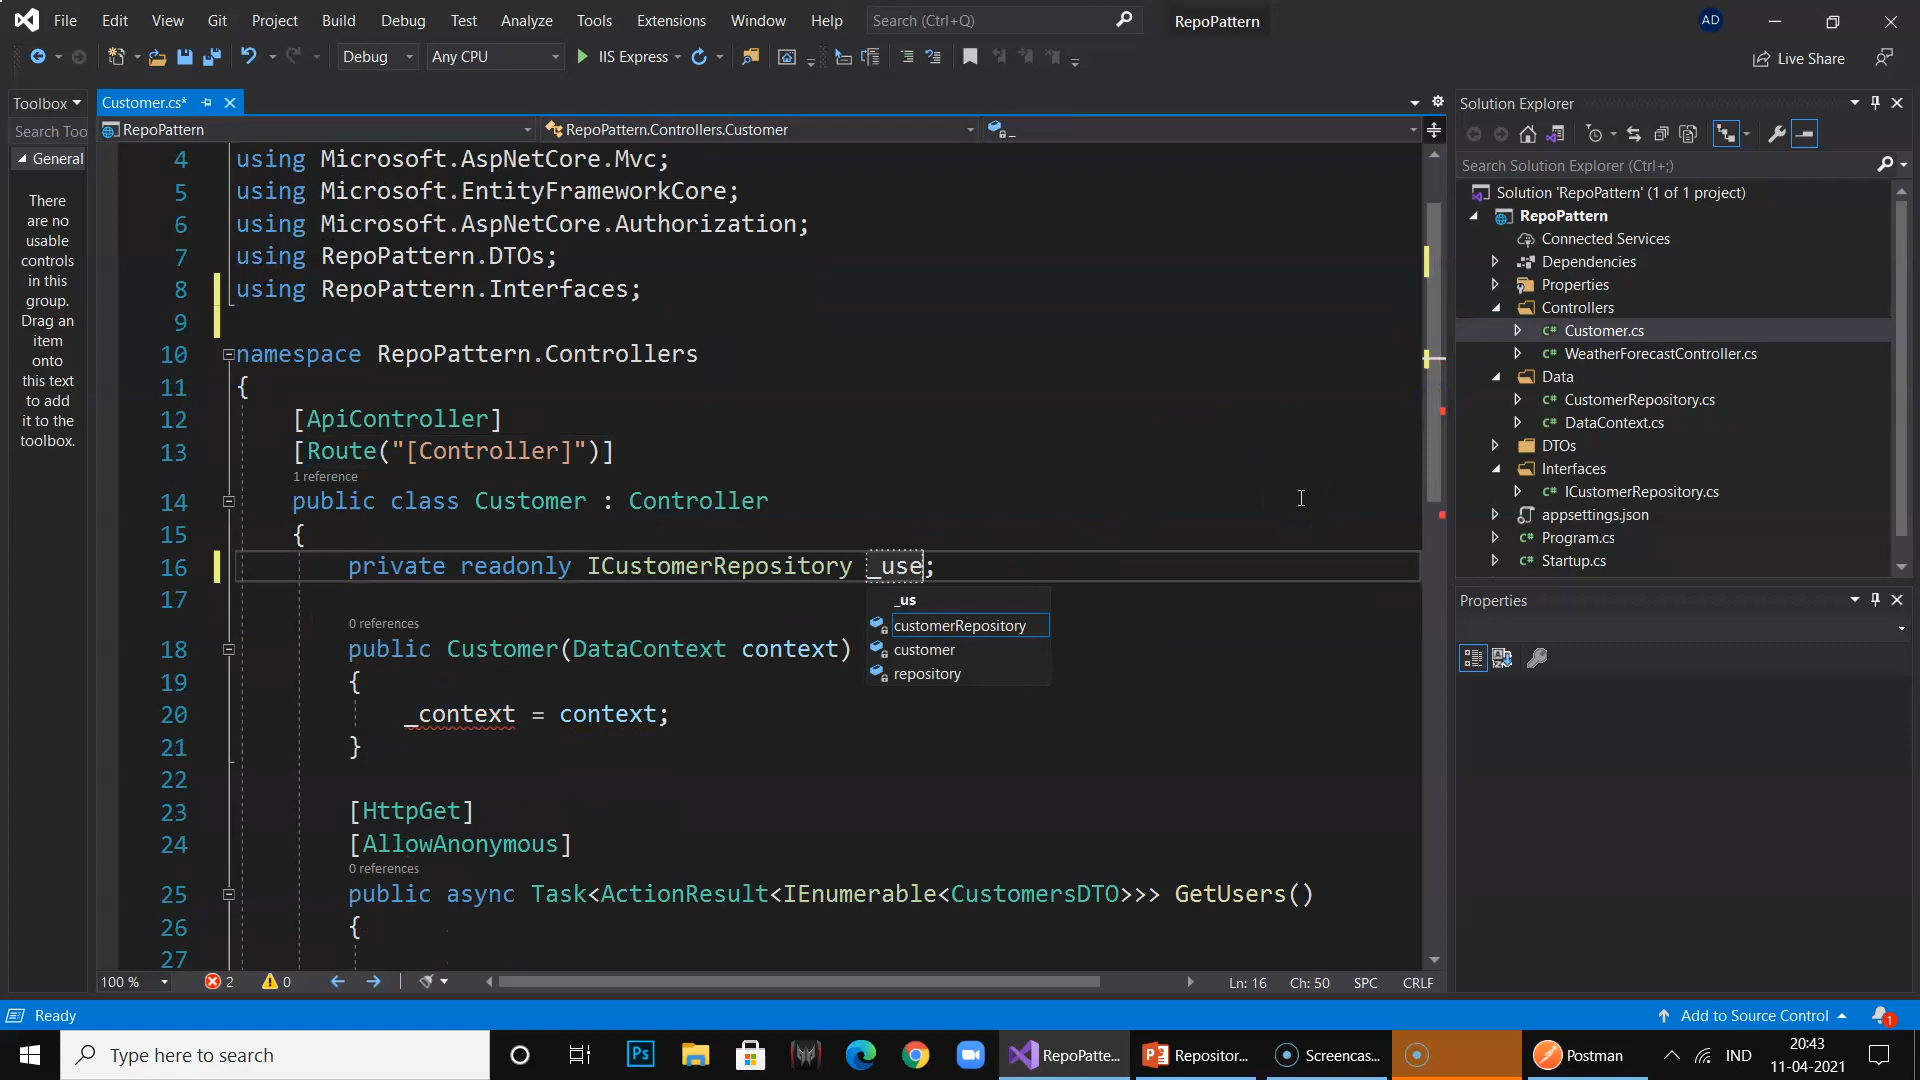 File Edit View Git Project Build Debug Test Analyze Tools Extensions Window Help Search (Ctrl+Q) RepoPattern AD
Debug Any CPU IIS Express Live Share
Toolbox
Search Too
General
There
are no
usable
controls
in this
group.
Drag an
item
onto
this text
to add
it to the
toolbox.
Customer.cs*
RepoPattern RepoPattern.Controllers.Customer _
4 using Microsoft.AspNetCore.Mvc;
5 using Microsoft.EntityFrameworkCore;
6 using Microsoft.AspNetCore.Authorization;
7 using RepoPattern.DTOs;
8 using RepoPattern.Interfaces;
9
10 namespace RepoPattern.Controllers
11 {
12 [ApiController]
13 [Route("[Controller]")]
1 reference
14 public class Customer : Controller
15 {
16 private readonly ICustomerRepository _use;
17
_us
customerRepository
customer
repository
0 references
18 public Customer(DataContext context)
19 {
20 _context = context;
21 }
22
23 [HttpGet]
24 [AllowAnonymous]
0 references
25 public async Task<ActionResult<IEnumerable<CustomersDTO>>> GetUsers()
26 {
27
100 % 2 0 Ln: 16 Ch: 50 SPC CRLF
Solution Explorer
Search Solution Explorer (Ctrl+;)
Solution 'RepoPattern' (1 of 1 project)
RepoPattern
Connected Services
Dependencies
Properties
Controllers
C# Customer.cs
C# WeatherForecastController.cs
Data
C# CustomerRepository.cs
C# DataContext.cs
DTOs
Interfaces
C# ICustomerRepository.cs
appsettings.json
C# Program.cs
C# Startup.cs
Properties
Ready Add to Source Control 1
Type here to search Ps RepoPatte... Repositor... Screencas... Postman IND 20:43
11-04-2021